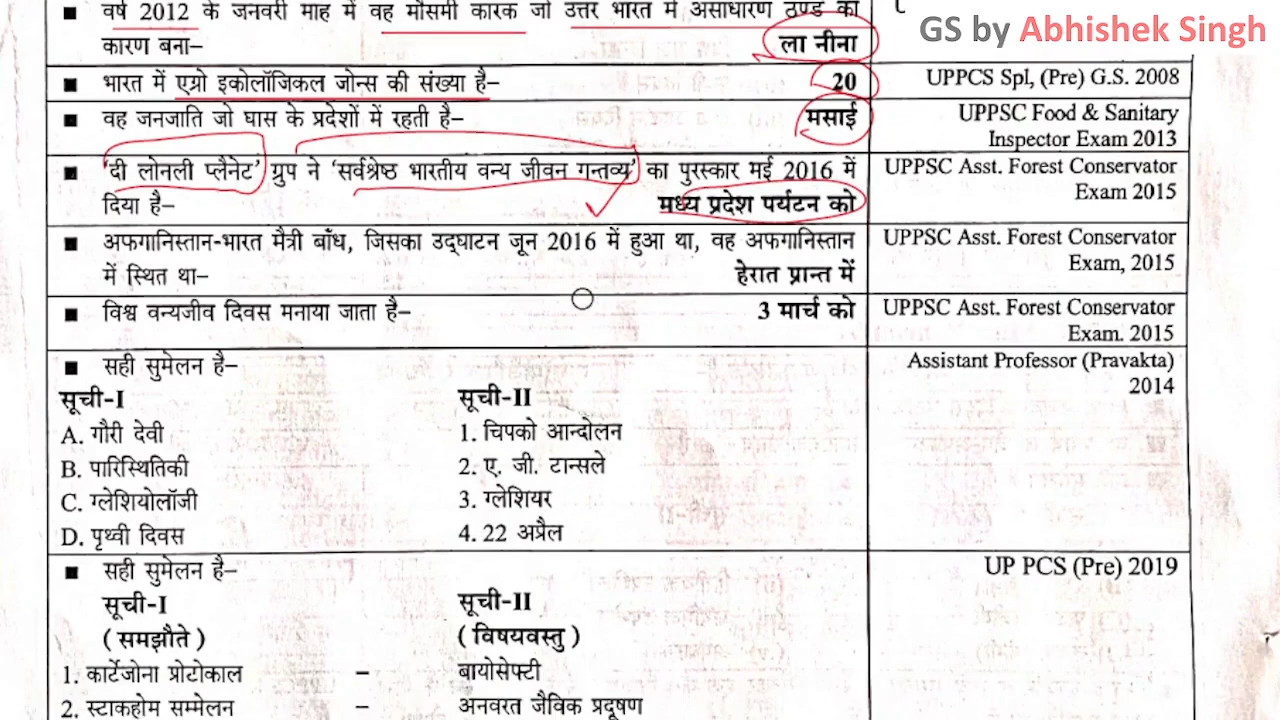 GS by Abhishek Singh
■ वर्ष 2012 के जनवरी माह में वह मौसमी कारक जो उत्तर भारत में असाधारण ठण्ड का
कारण बना– ला नीना
■ भारत में एग्रो इकोलॉजिकल जोन्स की संख्या है– 20 UPPCS Spl, (Pre) G.S. 2008
■ वह जनजाति जो घास के प्रदेशों में रहती है– मसाई UPPSC Food & Sanitary
Inspector Exam 2013
■ 'दी लोनली प्लैनेट' ग्रुप ने 'सर्वश्रेष्ठ भारतीय वन्य जीवन गन्तव्य' का पुरस्कार मई 2016 में UPPSC Asst. Forest Conservator
दिया है– मध्य प्रदेश पर्यटन को Exam 2015
■ अफगानिस्तान-भारत मैत्री बाँध, जिसका उद्घाटन जून 2016 में हुआ था, वह अफगानिस्तान UPPSC Asst. Forest Conservator
में स्थित था– हेरात प्रान्त में Exam, 2015
■ विश्व वन्यजीव दिवस मनाया जाता है– 3 मार्च को UPPSC Asst. Forest Conservator
Exam. 2015
■ सही सुमेलन है– Assistant Professor (Pravakta)
2014
सूची-I सूची-II
A. गौरी देवी 1. चिपको आन्दोलन
B. पारिस्थितिकी 2. ए. जी. टान्सले
C. ग्लेशियोलॉजी 3. ग्लेशियर
D. पृथ्वी दिवस 4. 22 अप्रैल
■ सही सुमेलन है– UP PCS (Pre) 2019
सूची-I सूची-II
(समझौते) (विषयवस्तु)
1. कार्टेजोना प्रोटोकाल – बायोसेफ्टी
2. स्टाकहोम सम्मेलन – अनवरत जैविक प्रदूषण